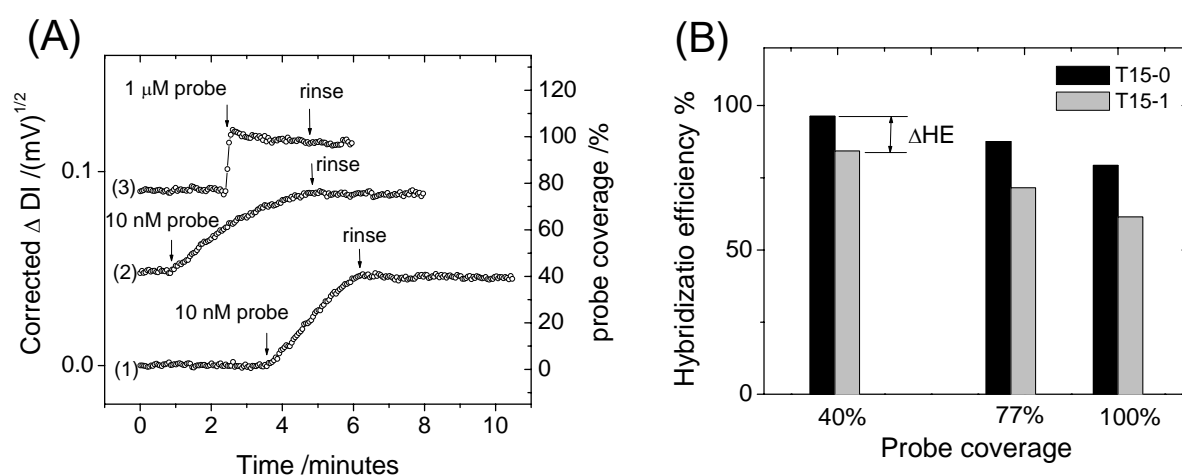 (A)
Corrected Δ DI /(mV)1/2
0.1
0.0
1 μM probe
rinse
(3)
rinse
10 nM probe
(2)
rinse
10 nM probe
(1)
120
100
80
60
40
20
0
probe coverage /%
0 2 4 6 8 10
Time /minutes
(B)
Hybridizatio efficiency %
100
50
0
T15-0
T15-1
ΔHE
40% 77% 100%
Probe coverage